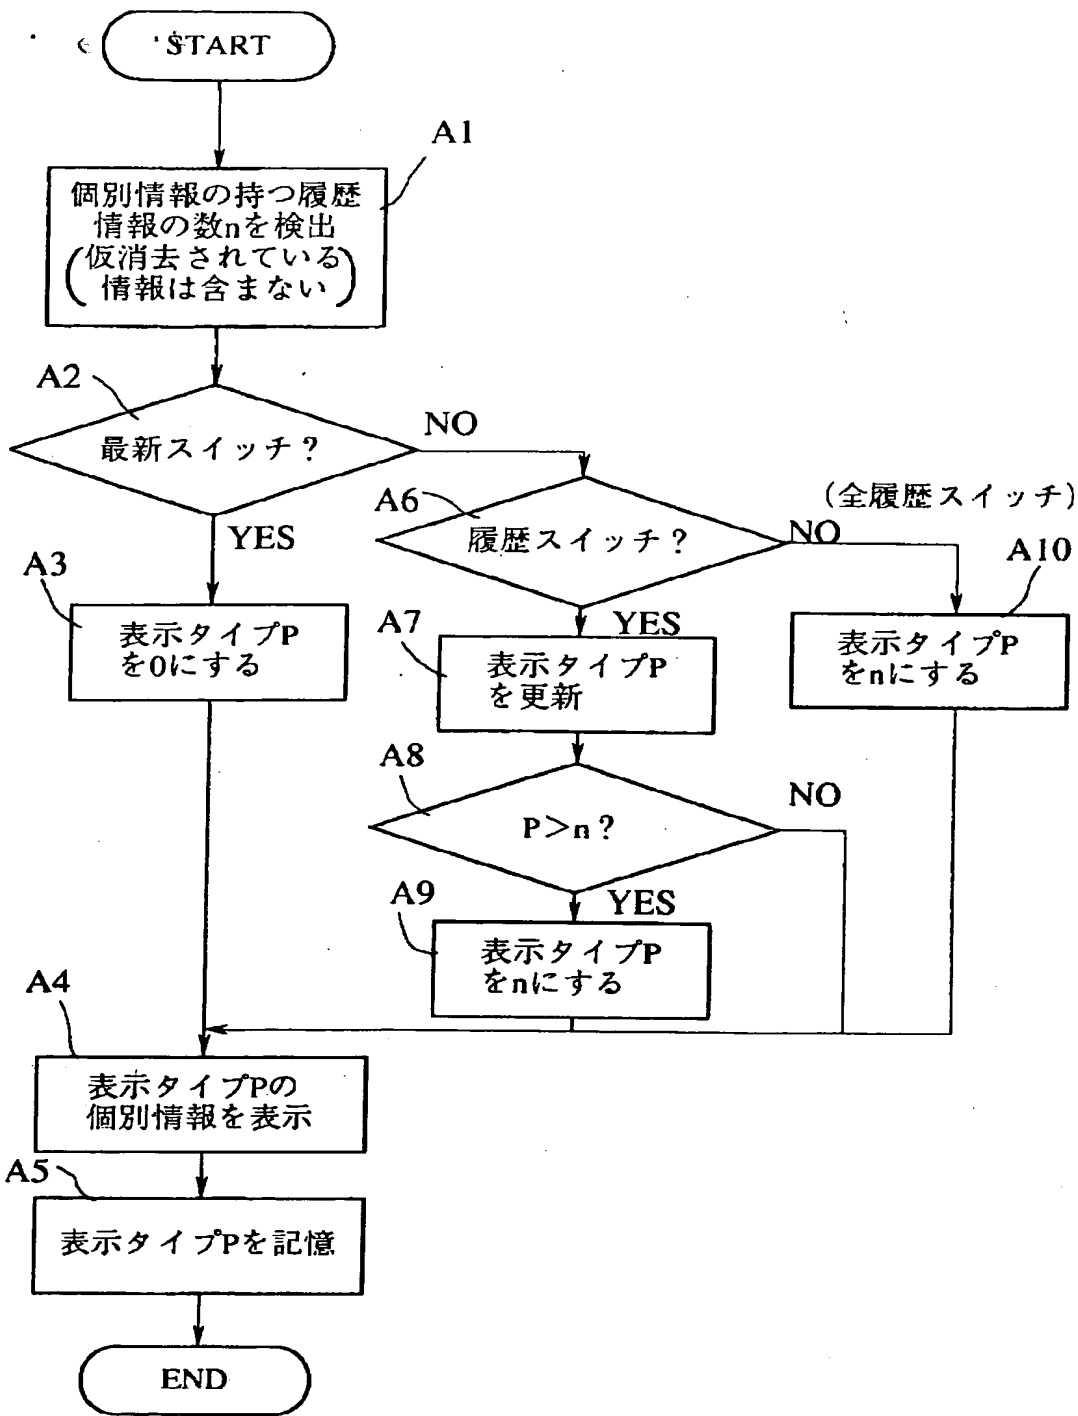 START
A1
個別情報の持つ履歴
情報の数nを検出
(仮消去されている
情報は含まない)
A2
最新スイッチ?
NO
YES
A3
表示タイプP
を0にする
A6
履歴スイッチ?
(全履歴スイッチ)
NO
A10
表示タイプP
をnにする
YES
A7
表示タイプP
を更新
A8
P>n?
NO
YES
A9
表示タイプP
をnにする
A4
表示タイプPの
個別情報を表示
A5
表示タイプPを記憶
END